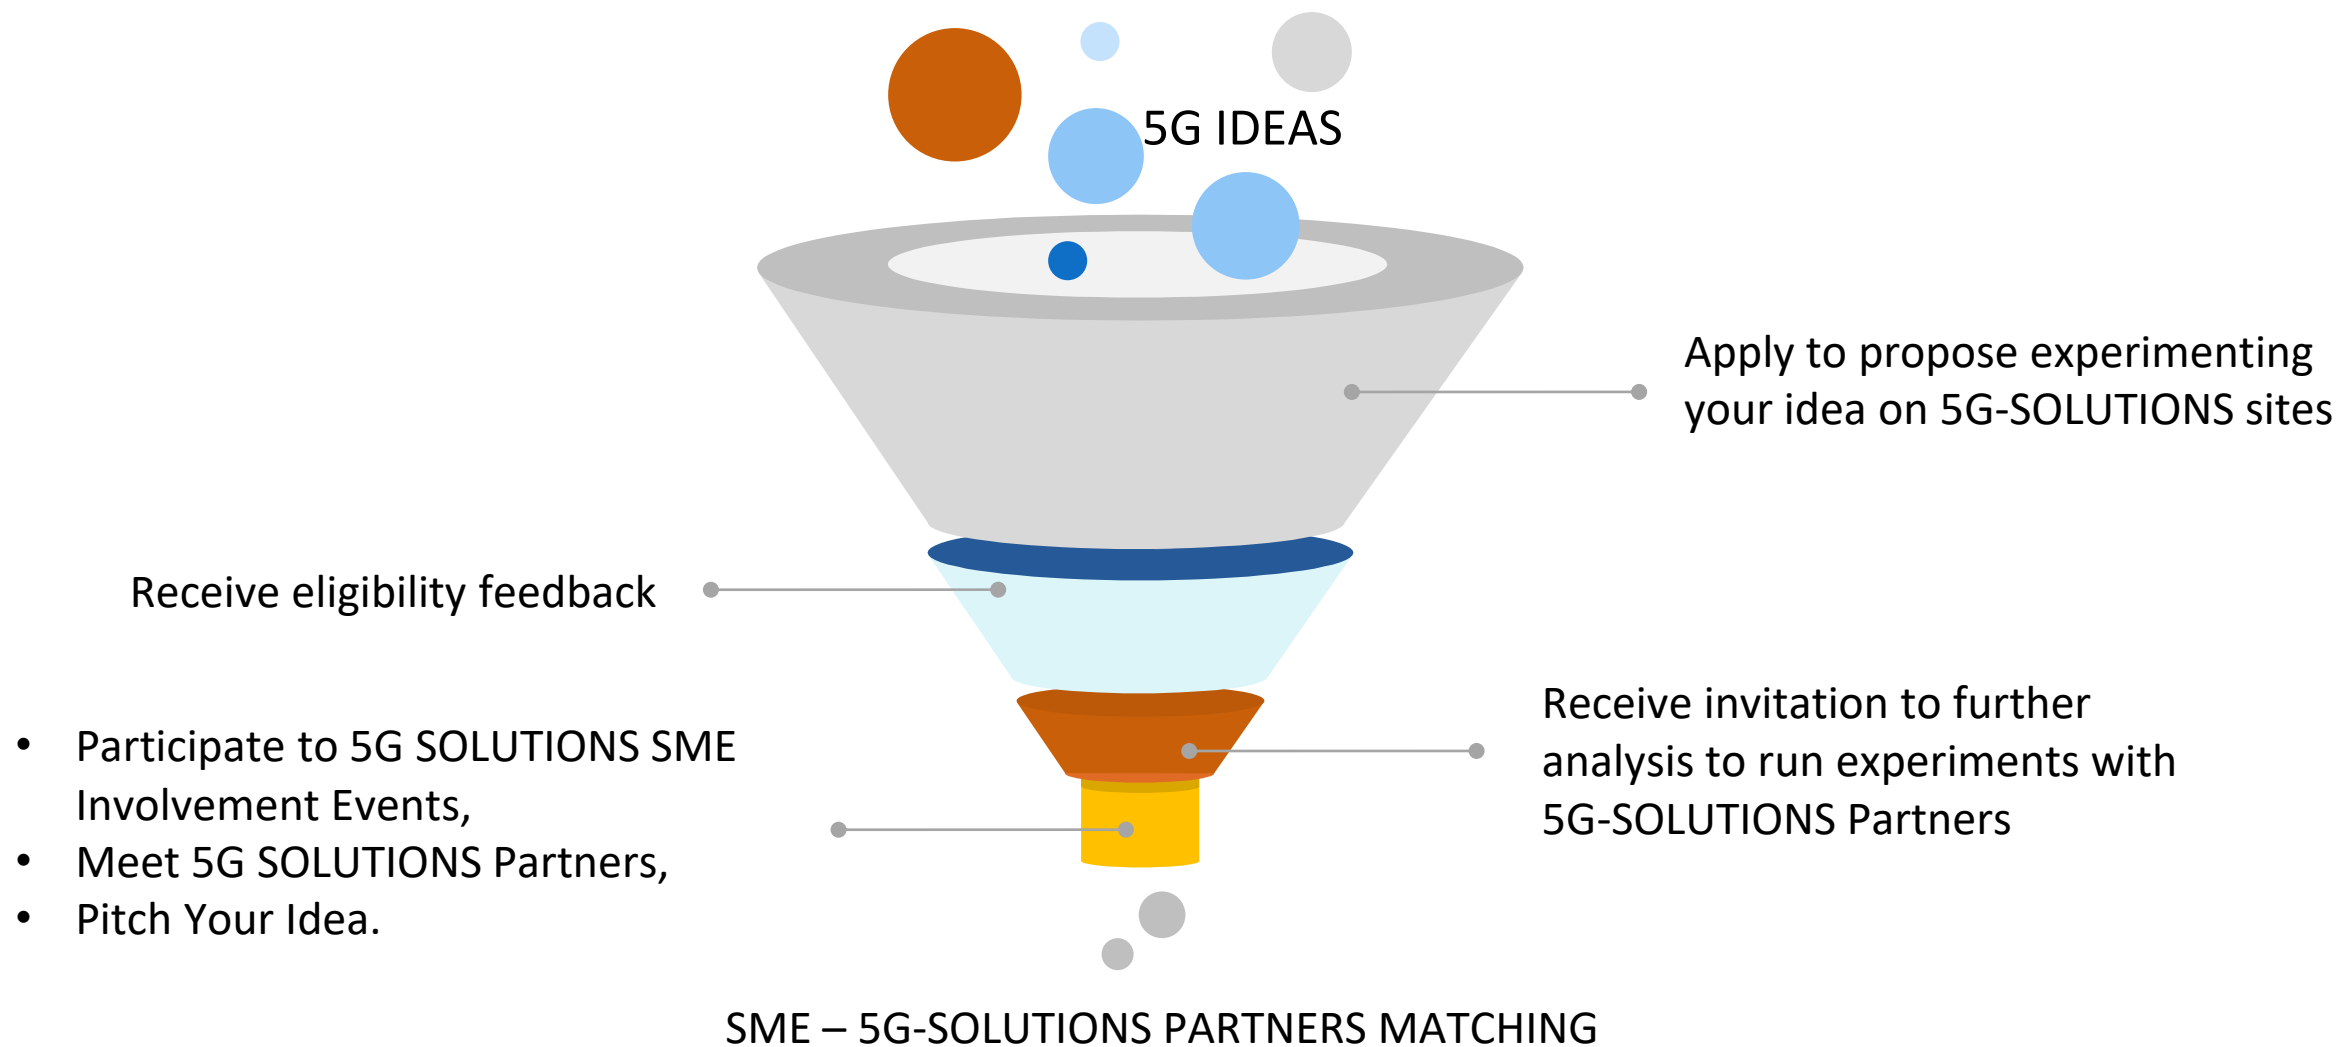 5G IDEAS
Apply to propose experimenting
your idea on 5G-SOLUTIONS sites
Receive eligibility feedback
Receive invitation to further
analysis to run experiments with
5G-SOLUTIONS Partners
• Participate to 5G SOLUTIONS SME
Involvement Events,
• Meet 5G SOLUTIONS Partners,
• Pitch Your Idea.
SME – 5G-SOLUTIONS PARTNERS MATCHING